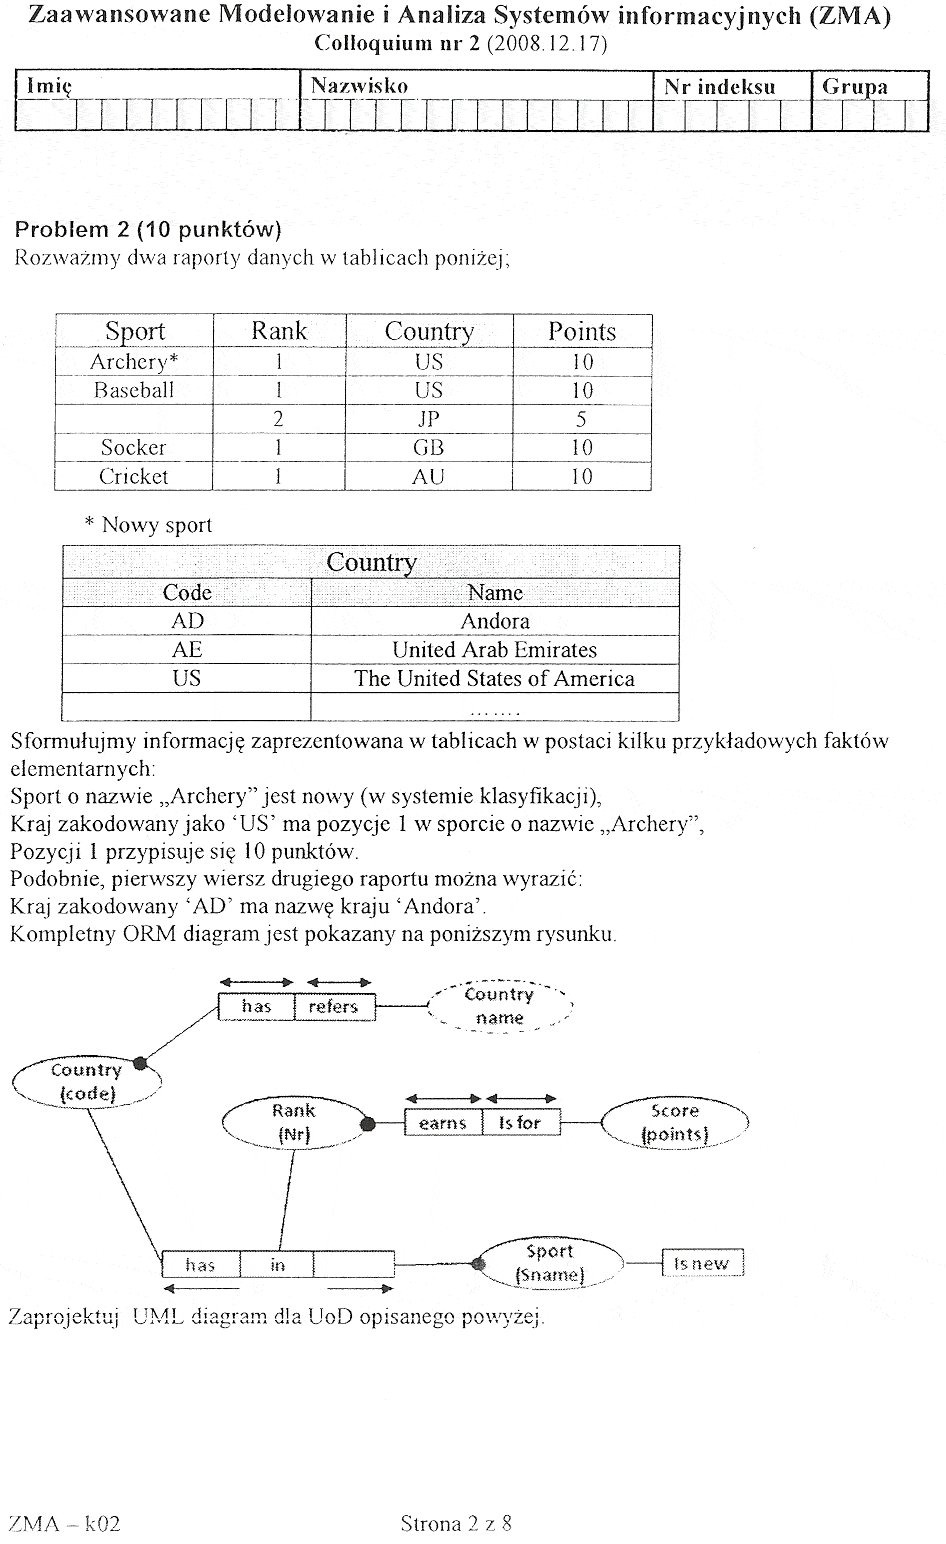 Zaawansowane Modelowanie i Analiza Systemów informacyjnych (ZMA)
Colloquium nr 2 (2008.12.17)
Imię Nazwisko Nr indeksu Grupa
Problem 2 (10 punktów)
Rozważmy dwa raporty danych w tablicach poniżej;
Sport Rank Country Points
Archery* 1 US 10
Baseball 1 US 10
2 JP 5
Socker 1 GB 10
Cricket 1 AU 10
* Nowy sport
Country
Code Name
AD Andora
AE United Arab Emirates
US The United States of America
.......
Sformułujmy informację zaprezentowana w tablicach w postaci kilku przykładowych faktów
elementarnych:
Sport o nazwie „Archery” jest nowy (w systemie klasyfikacji),
Kraj zakodowany jako ‘US’ ma pozycje 1 w sporcie o nazwie „Archery”,
Pozycji 1 przypisuje się 10 punktów.
Podobnie, pierwszy wiersz drugiego raportu można wyrazić:
Kraj zakodowany ‘AD’ ma nazwę kraju ‘Andora’.
Kompletny ORM diagram jest pokazany na poniższym rysunku.
has refers
Country
name
Country
(code)
Rank
(Nr)
earns Is for
Score
(points)
has in
Sport
(Sname)
Is new
Zaprojektuj UML diagram dla UoD opisanego powyżej.
ZMA – k02 Strona 2 z 8